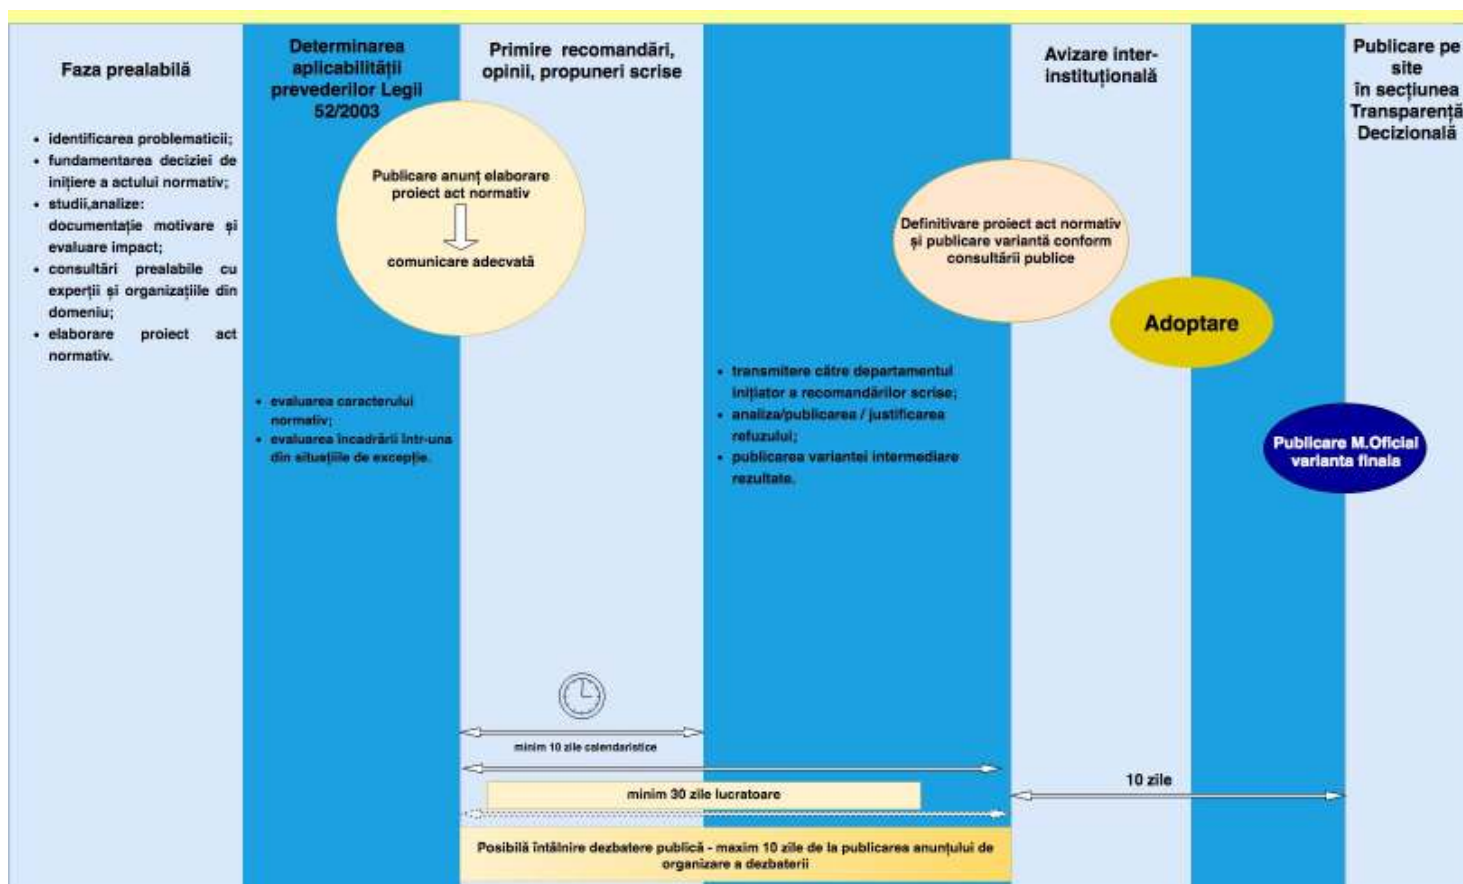 Faza prealabilă
• identificarea problematicii;
• fundamentarea deciziei de
inițiere a actului normativ;
• studii,analize:
documentație motivare și
evaluare impact;
• consultări prealabile cu
experții și organizațiile din
domeniu;
• elaborare proiect act
normativ.
Determinarea
aplicabilității
prevederilor Legii
52/2003
Publicare anunț elaborare
proiect act normativ
comunicare adecvată
• evaluarea caracterului
normativ;
• evaluarea încadrării într-una
din situațiile de excepție.
Primire recomandări,
opinii, propuneri scrise
• transmitere către departamentul
inițiator a recomandărilor scrise;
• analiza/publicarea / justificarea
refuzului;
• publicarea variantei intermediare
rezultate.
Definitivare proiect act normativ
și publicare variantă conform
consultării publice
Avizare inter-
instituțională
Adoptare
Publicare pe
site
în secțiunea
Transparență
Decizională
Publicare M.Oficial
varianta finala
minim 10 zile calendaristice
minim 30 zile lucratoare
10 zile
Posibilă întâlnire dezbatere publică - maxim 10 zile de la publicarea anunțului de
organizare a dezbaterii